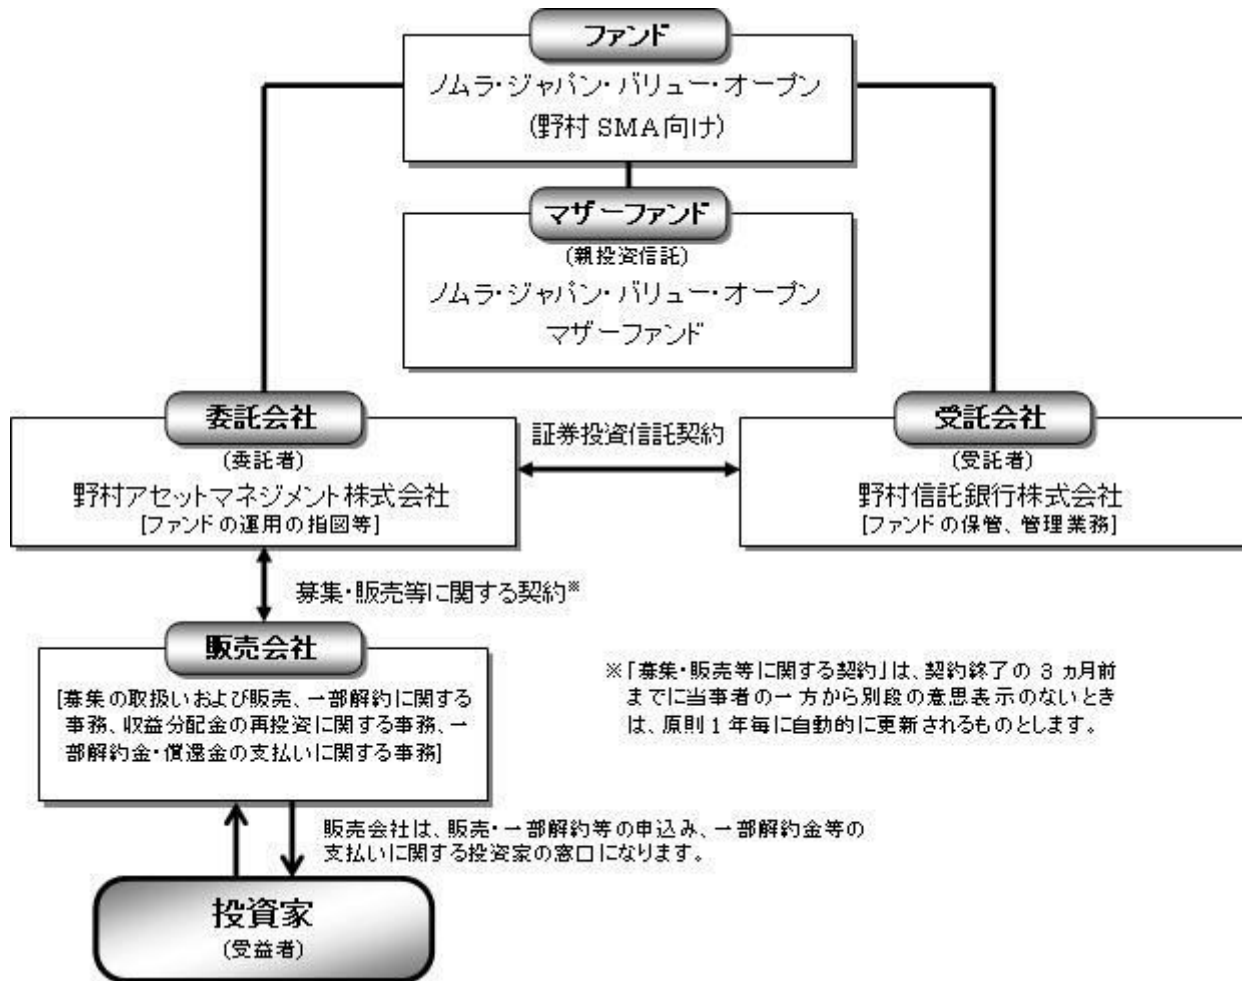 ファンド
ノムラ・ジャパン・バリュー・オープン
(野村 SMA 向け)
マザーファンド
(親投資信託)
ノムラ・ジャパン・バリュー・オープン
マザーファンド
委託会社
(委託者)
野村アセットマネジメント株式会社
[ファンドの運用の指図等]
証券投資信託契約
受託会社
(受託者)
野村信託銀行株式会社
[ファンドの保管、管理業務]
募集・販売等に関する契約※
販売会社
[募集の取扱いおよび販売、一部解約に関する
事務、収益分配金の再投資に関する事務、一
部解約金・償還金の支払いに関する事務]
※「募集・販売等に関する契約」は、契約終了の 3 ヵ月前
までに当事者の一方から別段の意思表示のないとき
は、原則 1 年毎に自動的に更新されるものとします。
販売会社は、販売・一部解約等の申込み、一部解約金等の
支払いに関する投資家の窓口になります。
投資家
(受益者)